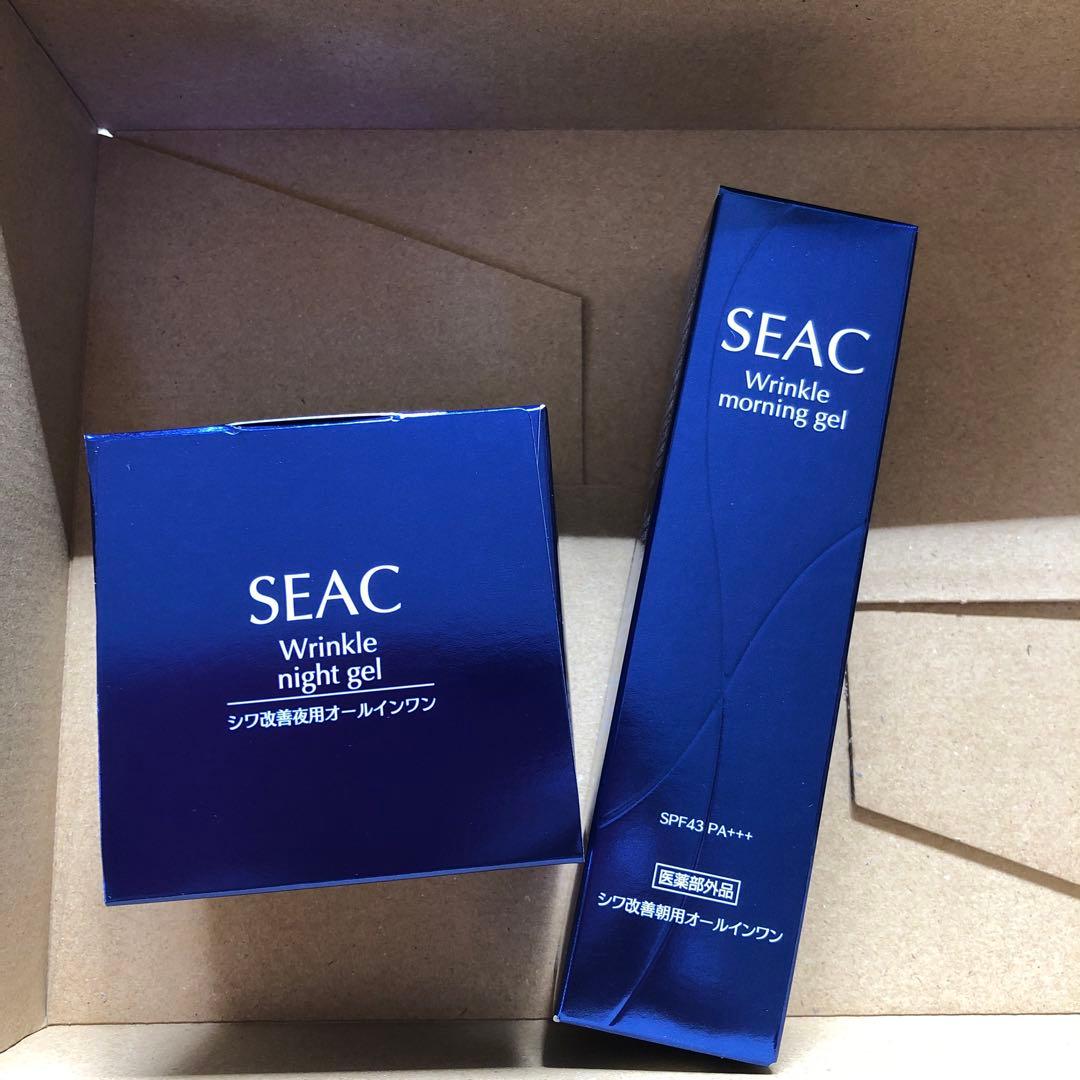 SEAC
Wrinkle
night gel
シワ改善夜用オールインワン
SEAC
Wrinkle
morning gel
SPF43 PA+++
医薬部外品
シワ改善朝用オールインワン